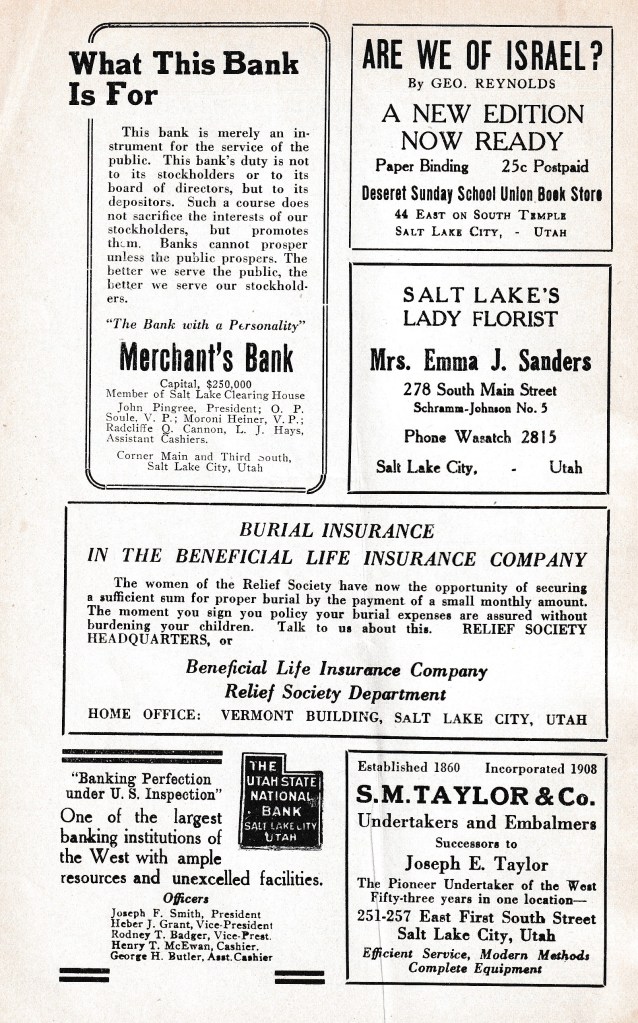 What This Bank
Is For
This bank is merely an in-
strument for the service of the
public. This bank's duty is not
to its stockholders or to its
board of directors, but to its
depositors. Such a course does
not sacrifice the interests of our
stockholders, but promotes
them. Banks cannot prosper
unless the public prospers. The
better we serve the public, the
better we serve our stockhold-
ers.
"The Bank with a Personality"
Merchant's Bank
Capital, $250,000
Member of Salt Lake Clearing House
John Pingree, President; O. P.
Soule, V. P.; Moroni Heiner, V. P.;
Radcliffe Q. Cannon, L. J. Hays,
Assistant Cashiers.
Corner Main and Third South,
Salt Lake City, Utah
ARE WE OF ISRAEL?
By GEO. REYNOLDS
A NEW EDITION
NOW READY
Paper Binding 25c Postpaid
Deseret Sunday School Union Book Store
44 EAST ON SOUTH TEMPLE
SALT LAKE CITY, - UTAH
SALT LAKE'S
LADY FLORIST
Mrs. Emma J. Sanders
278 South Main Street
Schramm-Johnson No. 5
Phone Wasatch 2815
Salt Lake City, - Utah
BURIAL INSURANCE
IN THE BENEFICIAL LIFE INSURANCE COMPANY
The women of the Relief Society have now the opportunity of securing
a sufficient sum for proper burial by the payment of a small monthly amount.
The moment you sign you policy your burial expenses are assured without
burdening your children. Talk to us about this. RELIEF SOCIETY
HEADQUARTERS, or
Beneficial Life Insurance Company
Relief Society Department
HOME OFFICE: VERMONT BUILDING, SALT LAKE CITY, UTAH
"Banking Perfection
under U. S. Inspection"
THE
UTAH STATE
NATIONAL
BANK
SALT LAKE CITY
UTAH
One of the largest
banking institutions of
the West with ample
resources and unexcelled facilities.
Officers
Joseph F. Smith, President
Heber J. Grant, Vice-President
Rodney T. Badger, Vice-Prest.
Henry T. McEwan, Cashier.
George H. Butler, Asst. Cashier
Established 1860 Incorporated 1908
S. M. TAYLOR & Co.
Undertakers and Embalmers
Successors to
Joseph E. Taylor
The Pioneer Undertaker of the West
Fifty-three years in one location—
251-257 East First South Street
Salt Lake City, Utah
Efficient Service, Modern Methods
Complete Equipment